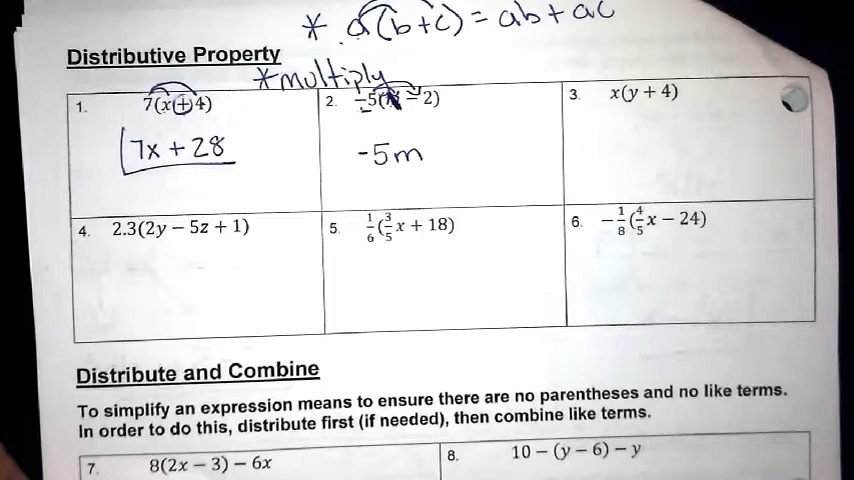 * a(b+c) = ab + ac
Distributive Property
*multiply
1. 7(x + 4)
2. -5( - 2)
3. x(y + 4)
7x + 28
-5m
4. 2.3(2y − 5z + 1)
5. 1/6(3/5x + 18)
6. −1/8(4/5x − 24)
Distribute and Combine
To simplify an expression means to ensure there are no parentheses and no like terms.
In order to do this, distribute first (if needed), then combine like terms.
7. 8(2x − 3) − 6x
8. 10 − (y − 6) − y